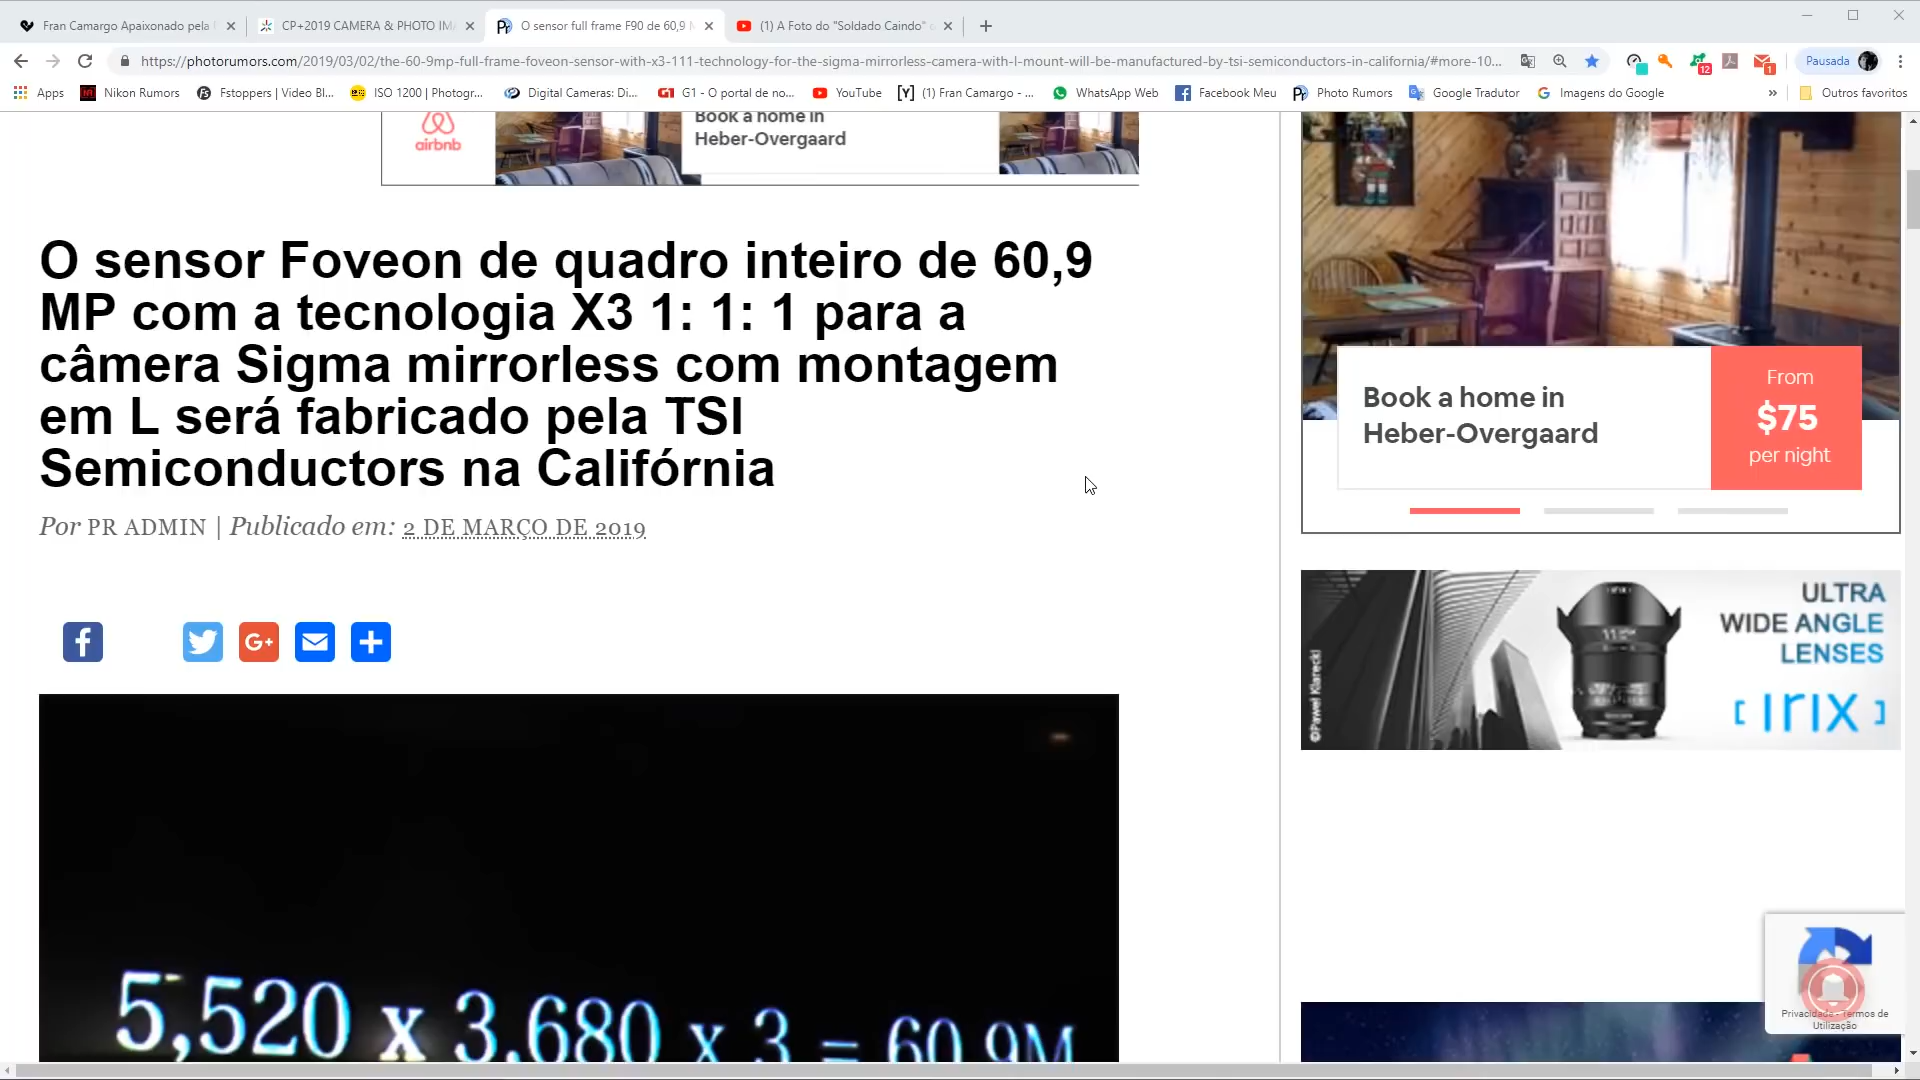 Fran Camargo Apaixonado pela
CP+2019 CAMERA & PHOTO IM
O sensor full frame F90 de 60,9
(1) A Foto do "Soldado Caindo"
https://photorumors.com/2019/03/02/the-60-9mp-full-frame-foveon-sensor-with-x3-111-technology-for-the-sigma-mirrorless-camera-with-l-mount-will-be-manufactured-by-tsi-semiconductors-in-california/#more-10...
12
1
Pausada
Apps
Nikon Rumors
Fstoppers | Video Bl...
ISO 1200 | Photogr...
Digital Cameras: Di...
G1 - O portal de no...
YouTube
(1) Fran Camargo - ...
WhatsApp Web
Facebook Meu
Photo Rumors
Google Tradutor
Imagens do Google
»
Outros favoritos
airbnb
Book a home in
Heber-Overgaard
O sensor Foveon de quadro inteiro de 60,9
MP com a tecnologia X3 1: 1: 1 para a
câmera Sigma mirrorless com montagem
em L será fabricado pela TSI
Semiconductors na Califórnia
Por PR ADMIN | Publicado em: 2 DE MARÇO DE 2019
5,520 x 3,680 x 3 = 60.9M
Book a home in
Heber-Overgaard
From
$75
per night
ULTRA
WIDE ANGLE
LENSES
[ IRIX ]
©Paweł Klarecki
Privacidade - Termos de
Utilização